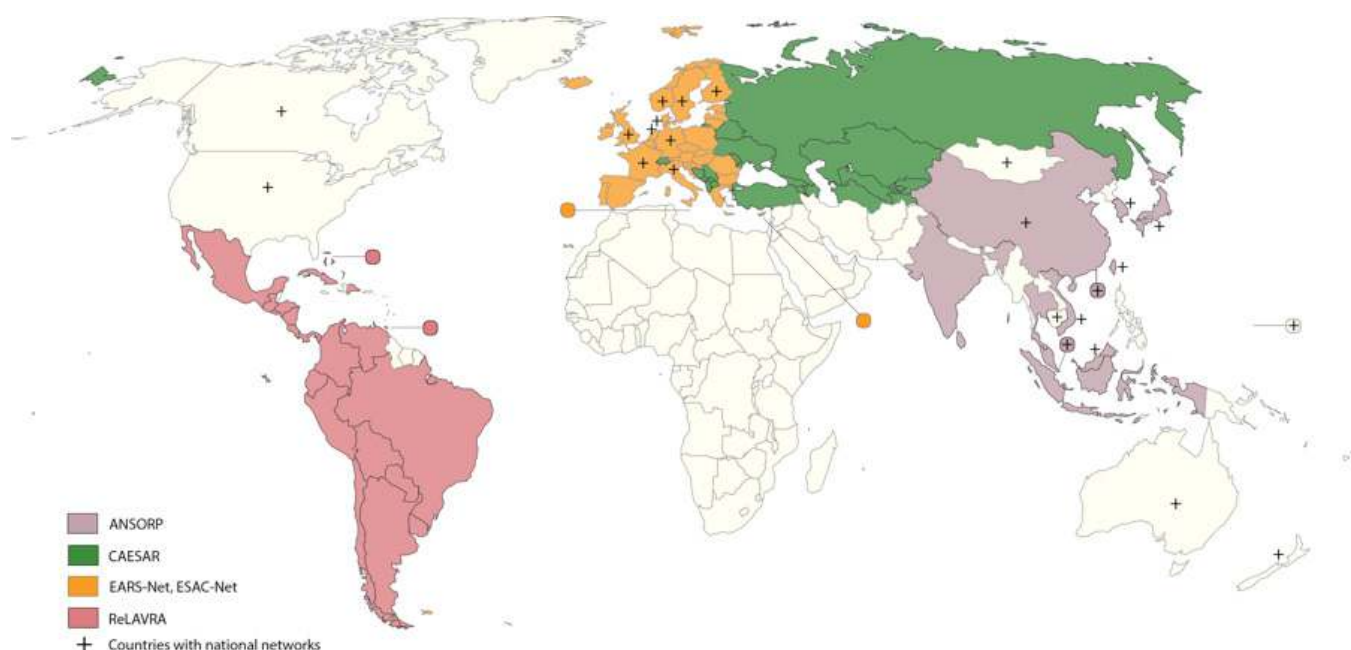 ANSORP
CAESAR
EARS-Net, ESAC-Net
ReLAVRA
Countries with national networks